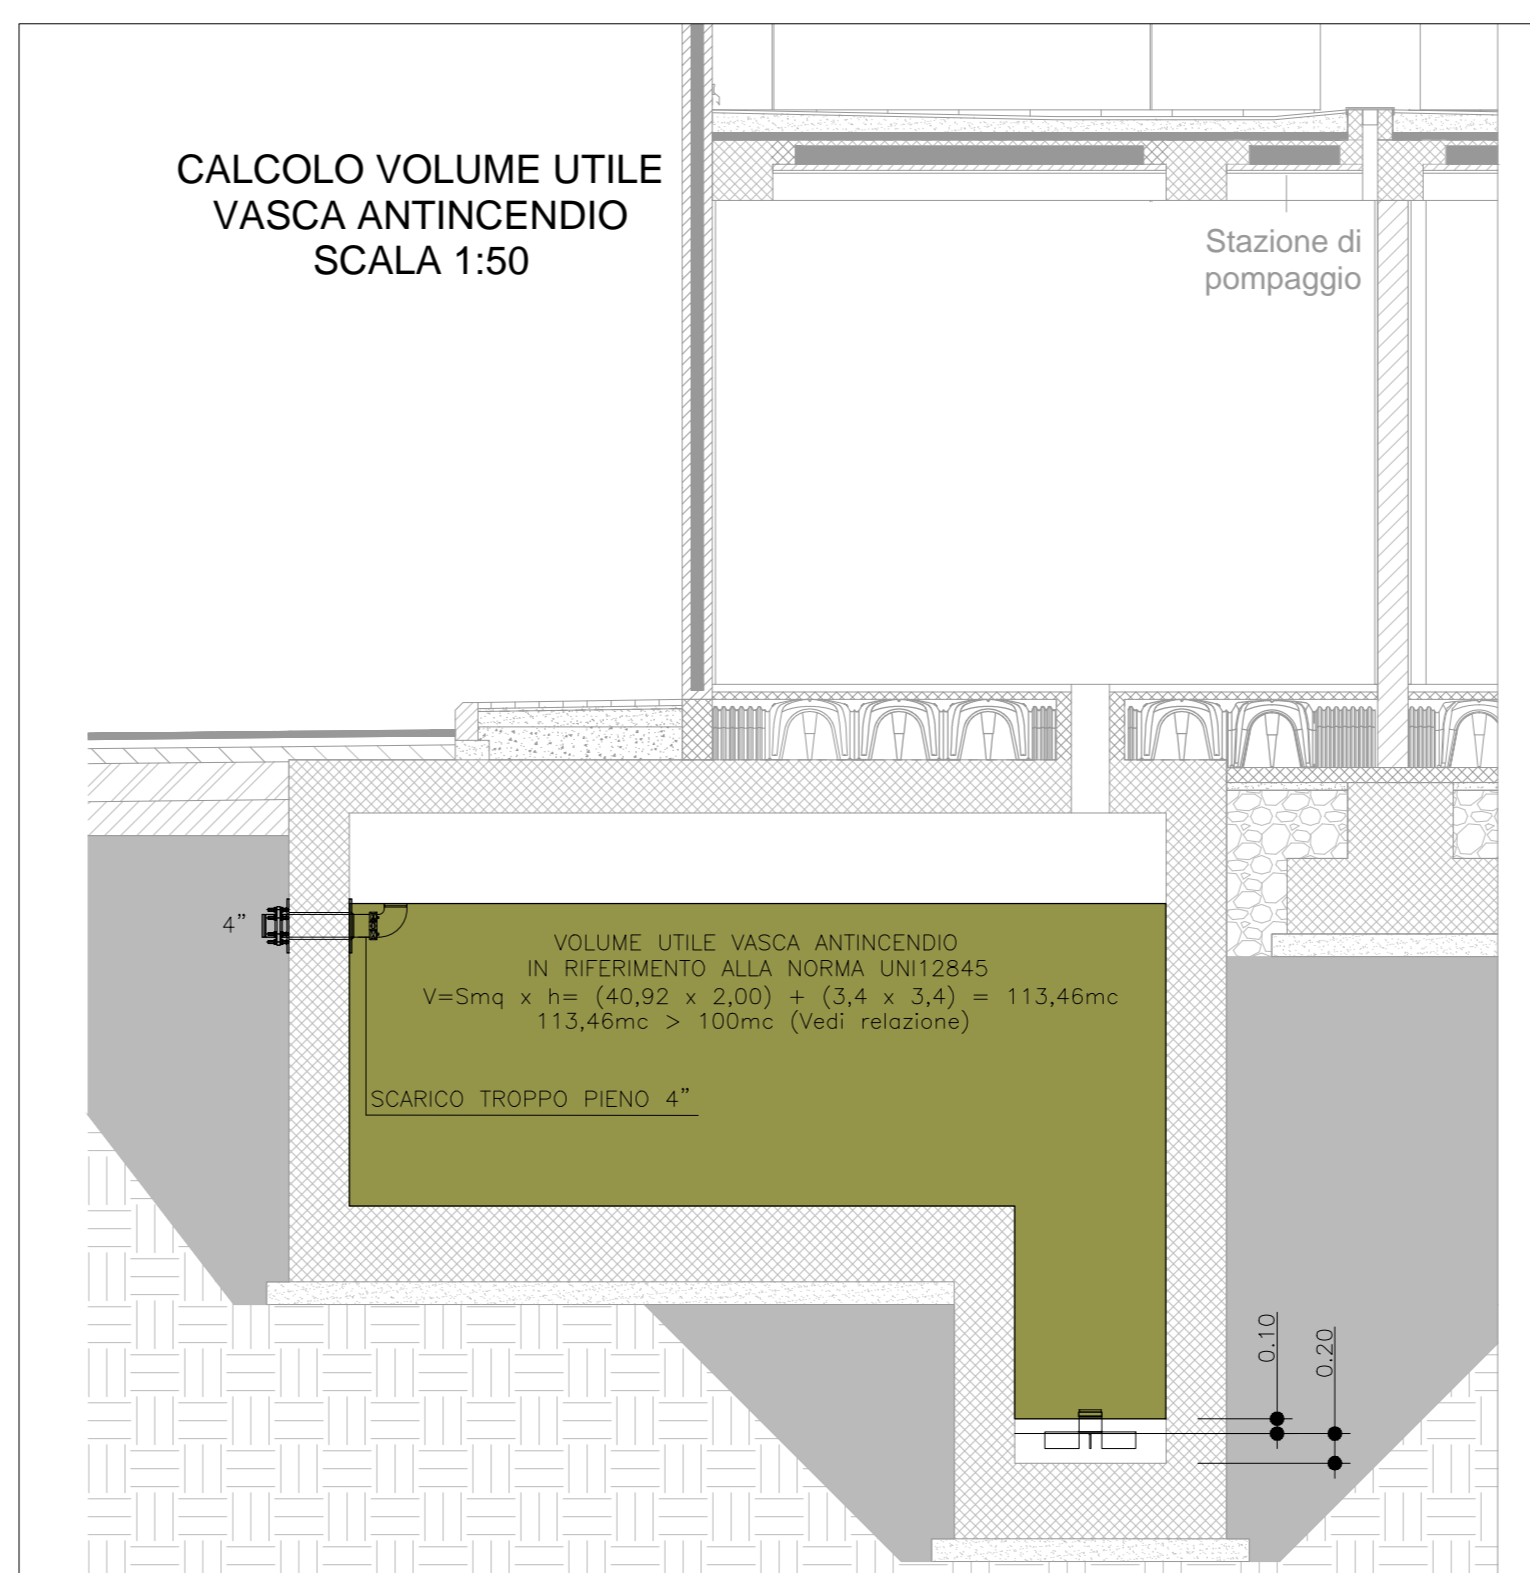 CALCOLO VOLUME UTILE
VASCA ANTINCENDIO
SCALA 1:50
Stazione di
pompaggio
4"
VOLUME UTILE VASCA ANTINCENDIO
IN RIFERIMENTO ALLA NORMA UNI12845
V=Smq x h= (40,92 x 2,00) + (3,4 x 3,4) = 113,46mc
113,46mc > 100mc (Vedi relazione)
SCARICO TROPPO PIENO 4"
0.10
0.20